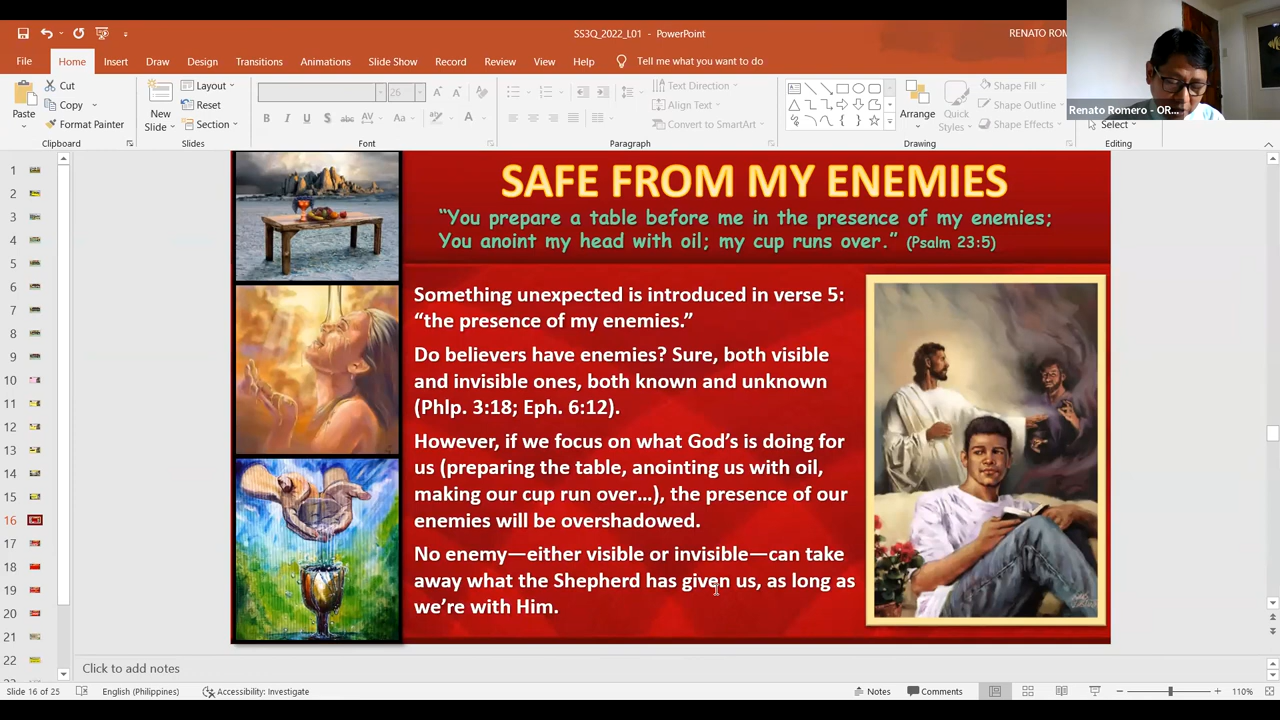 SS3Q_2022_L01 - PowerPoint
RENATO ROM
File Home Insert Draw Design Transitions Animations Slide Show Record Review View Help Tell me what you want to do
Paste
Cut
Copy
Format Painter
Clipboard
New
Slide
Layout
Reset
Section
Slides
26
Font
Text Direction
Align Text
Convert to SmartArt
Paragraph
Arrange
Quick
Styles
Shape Fill
Shape Outline
Shape Effects
Drawing
Renato Romero - OR...
Select
Editing
1
2
3
4
5
6
7
8
9
10
11
12
13
14
15
16
17
18
19
20
21
22
SAFE FROM MY ENEMIES
“You prepare a table before me in the presence of my enemies;
You anoint my head with oil; my cup runs over.” (Psalm 23:5)
Something unexpected is introduced in verse 5:
“the presence of my enemies.”
Do believers have enemies? Sure, both visible
and invisible ones, both known and unknown
(Phlp. 3:18; Eph. 6:12).
However, if we focus on what God’s is doing for
us (preparing the table, anointing us with oil,
making our cup run over…), the presence of our
enemies will be overshadowed.
No enemy—either visible or invisible—can take
away what the Shepherd has given us, as long as
we’re with Him.
Click to add notes
Slide 16 of 25 English (Philippines) Accessibility: Investigate Notes Comments 110%